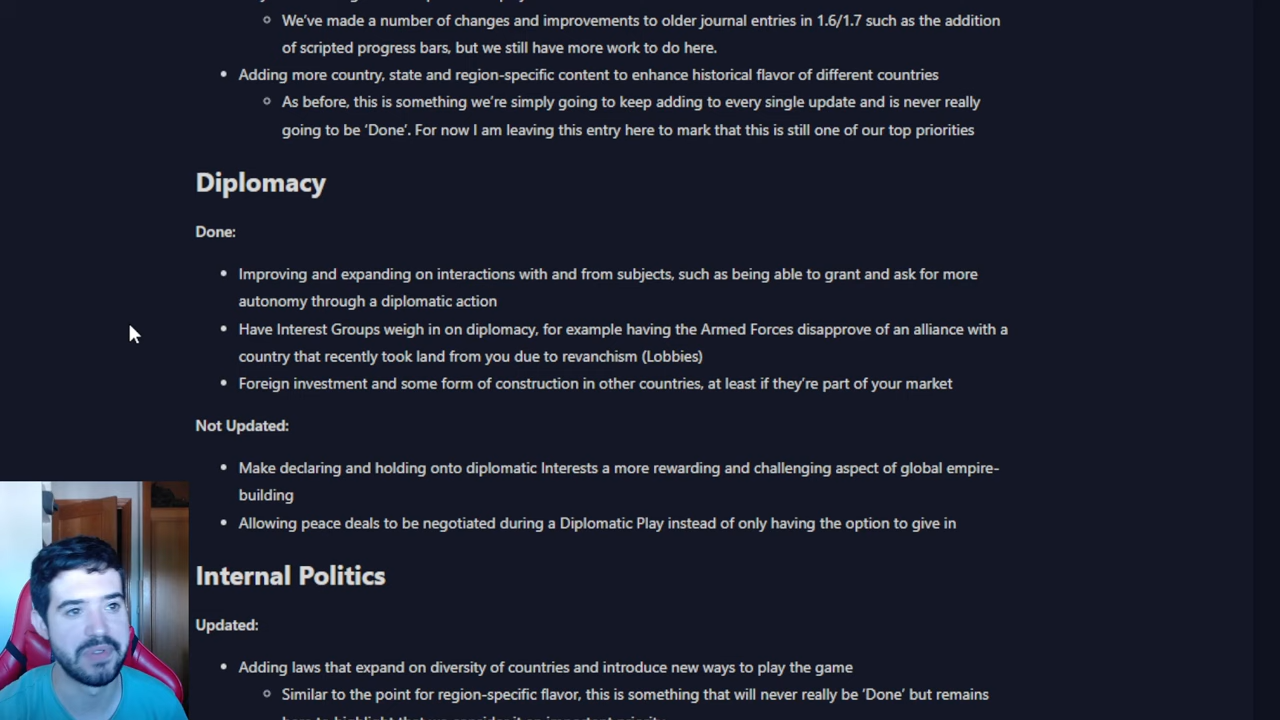 We've made a number of changes and improvements to older journal entries in 1.6/1.7 such as the addition
of scripted progress bars, but we still have more work to do here.
Adding more country, state and region-specific content to enhance historical flavor of different countries
As before, this is something we're simply going to keep adding to every single update and is never really
going to be 'Done'. For now I am leaving this entry here to mark that this is still one of our top priorities
Diplomacy
Done:
Improving and expanding on interactions with and from subjects, such as being able to grant and ask for more
autonomy through a diplomatic action
Have Interest Groups weigh in on diplomacy, for example having the Armed Forces disapprove of an alliance with a
country that recently took land from you due to revanchism (Lobbies)
Foreign investment and some form of construction in other countries, at least if they're part of your market
Not Updated:
Make declaring and holding onto diplomatic Interests a more rewarding and challenging aspect of global empire-
building
Allowing peace deals to be negotiated during a Diplomatic Play instead of only having the option to give in
Internal Politics
Updated:
Adding laws that expand on diversity of countries and introduce new ways to play the game
Similar to the point for region-specific flavor, this is something that will never really be 'Done' but remains
here to highlight that we consider it an important priority